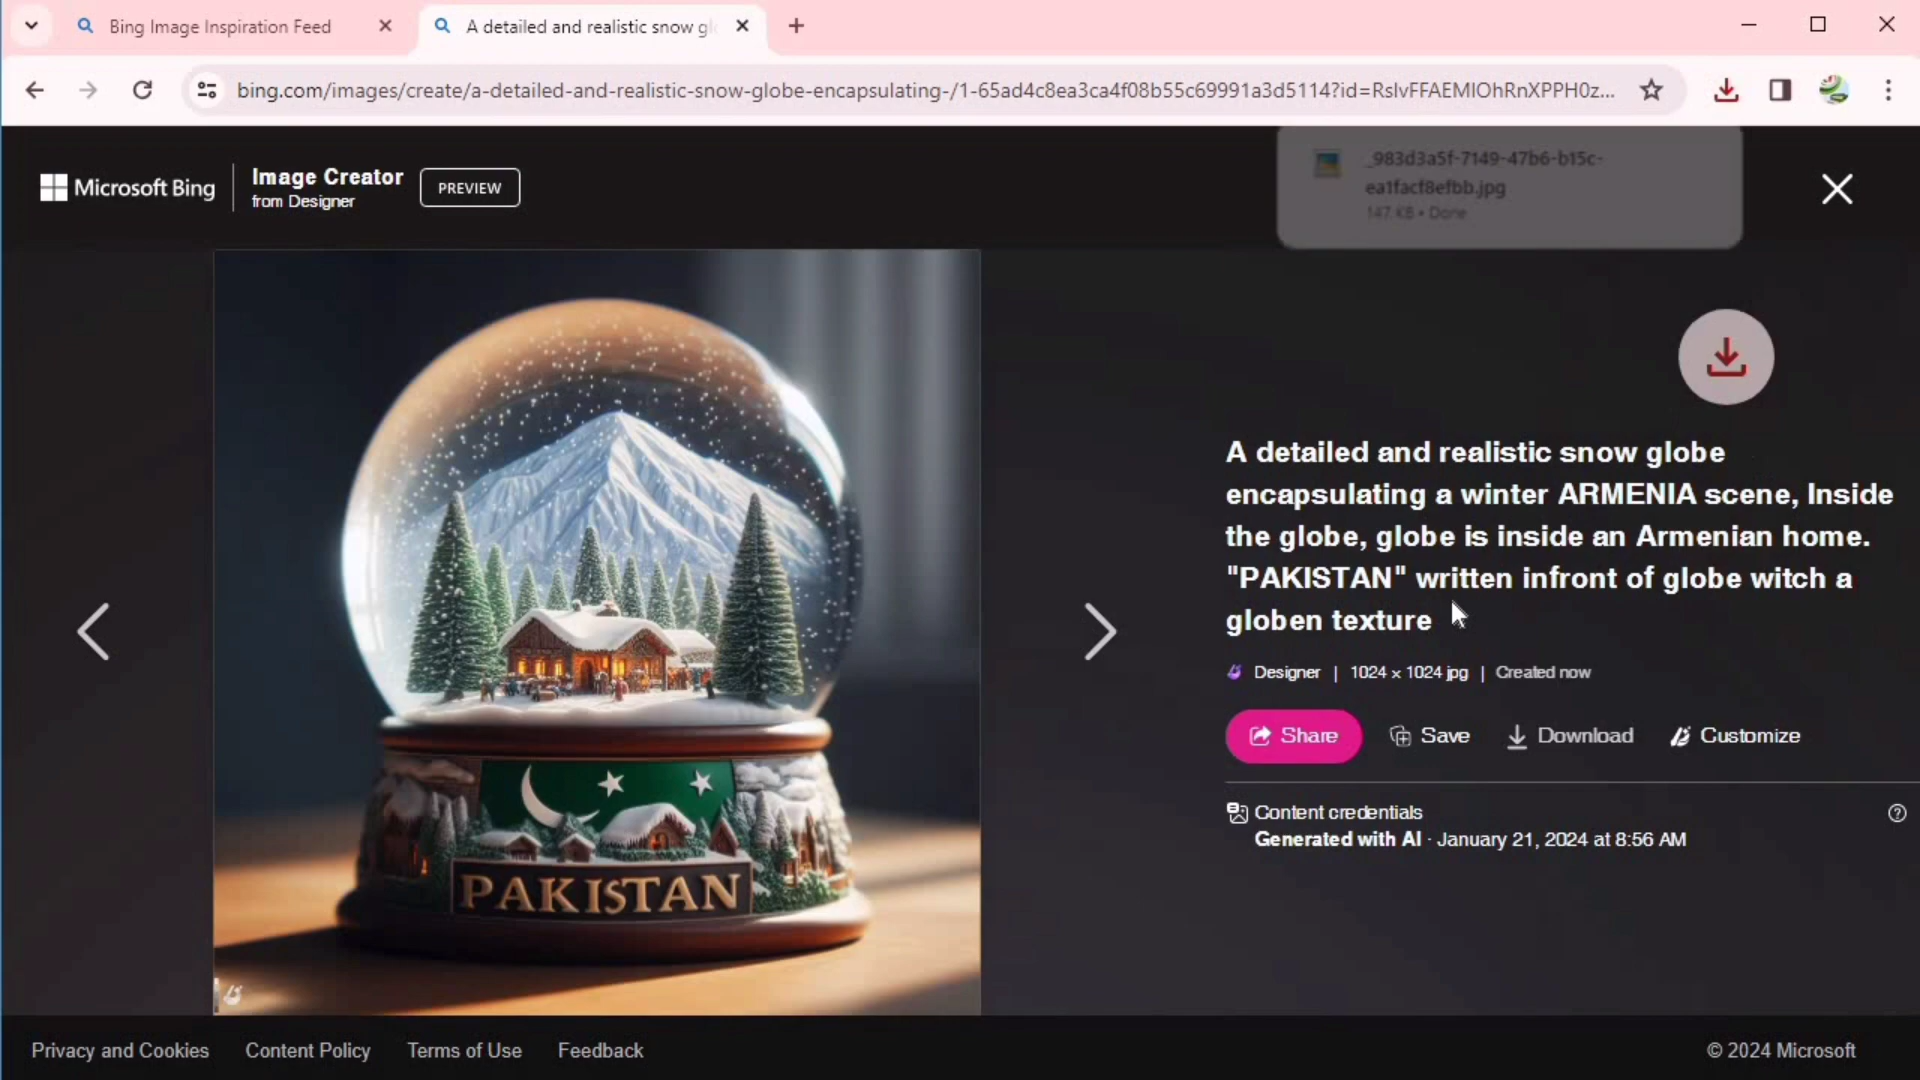 Bing Image Inspiration Feed
A detailed and realistic snow gl
bing.com/images/create/a-detailed-and-realistic-snow-globe-encapsulating-/1-65ad4c8ea3ca4f08b55c69991a3d5114?id=RslvFFAEMlOhRnXPPH0z...
Microsoft Bing
Image Creator
from Designer
PREVIEW
_983d3a5f-7149-47b6-b15c-
ea1facf8efbb.jpg
147 KB • Done
A detailed and realistic snow globe
encapsulating a winter ARMENIA scene, Inside
the globe, globe is inside an Armenian home.
"PAKISTAN" written infront of globe witch a
globen texture
Designer | 1024 x 1024 jpg | Created now
Share Save Download Customize
Content credentials
Generated with AI · January 21, 2024 at 8:56 AM
PAKISTAN
Privacy and Cookies Content Policy Terms of Use Feedback
© 2024 Microsoft